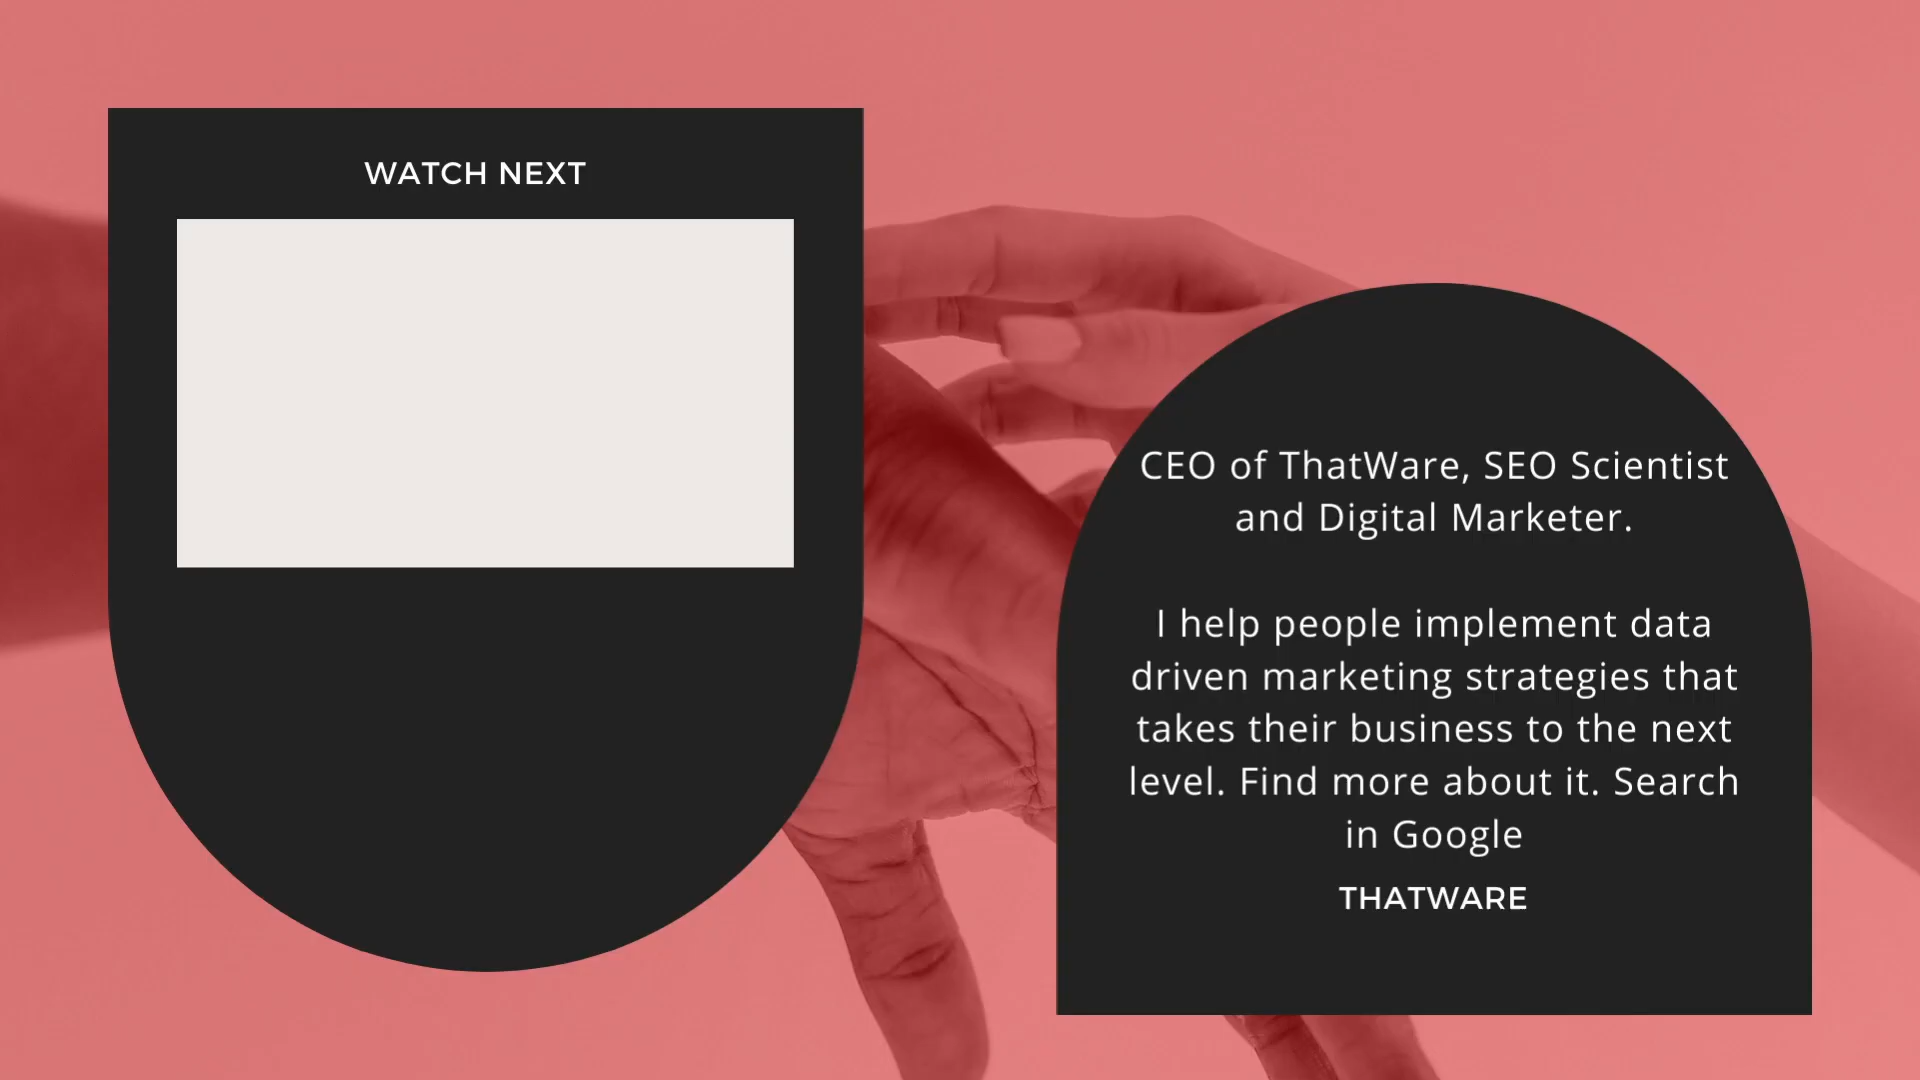 WATCH NEXT
CEO of ThatWare, SEO Scientist
and Digital Marketer.
I help people implement data
driven marketing strategies that
takes their business to the next
level. Find more about it. Search
in Google
THATWARE